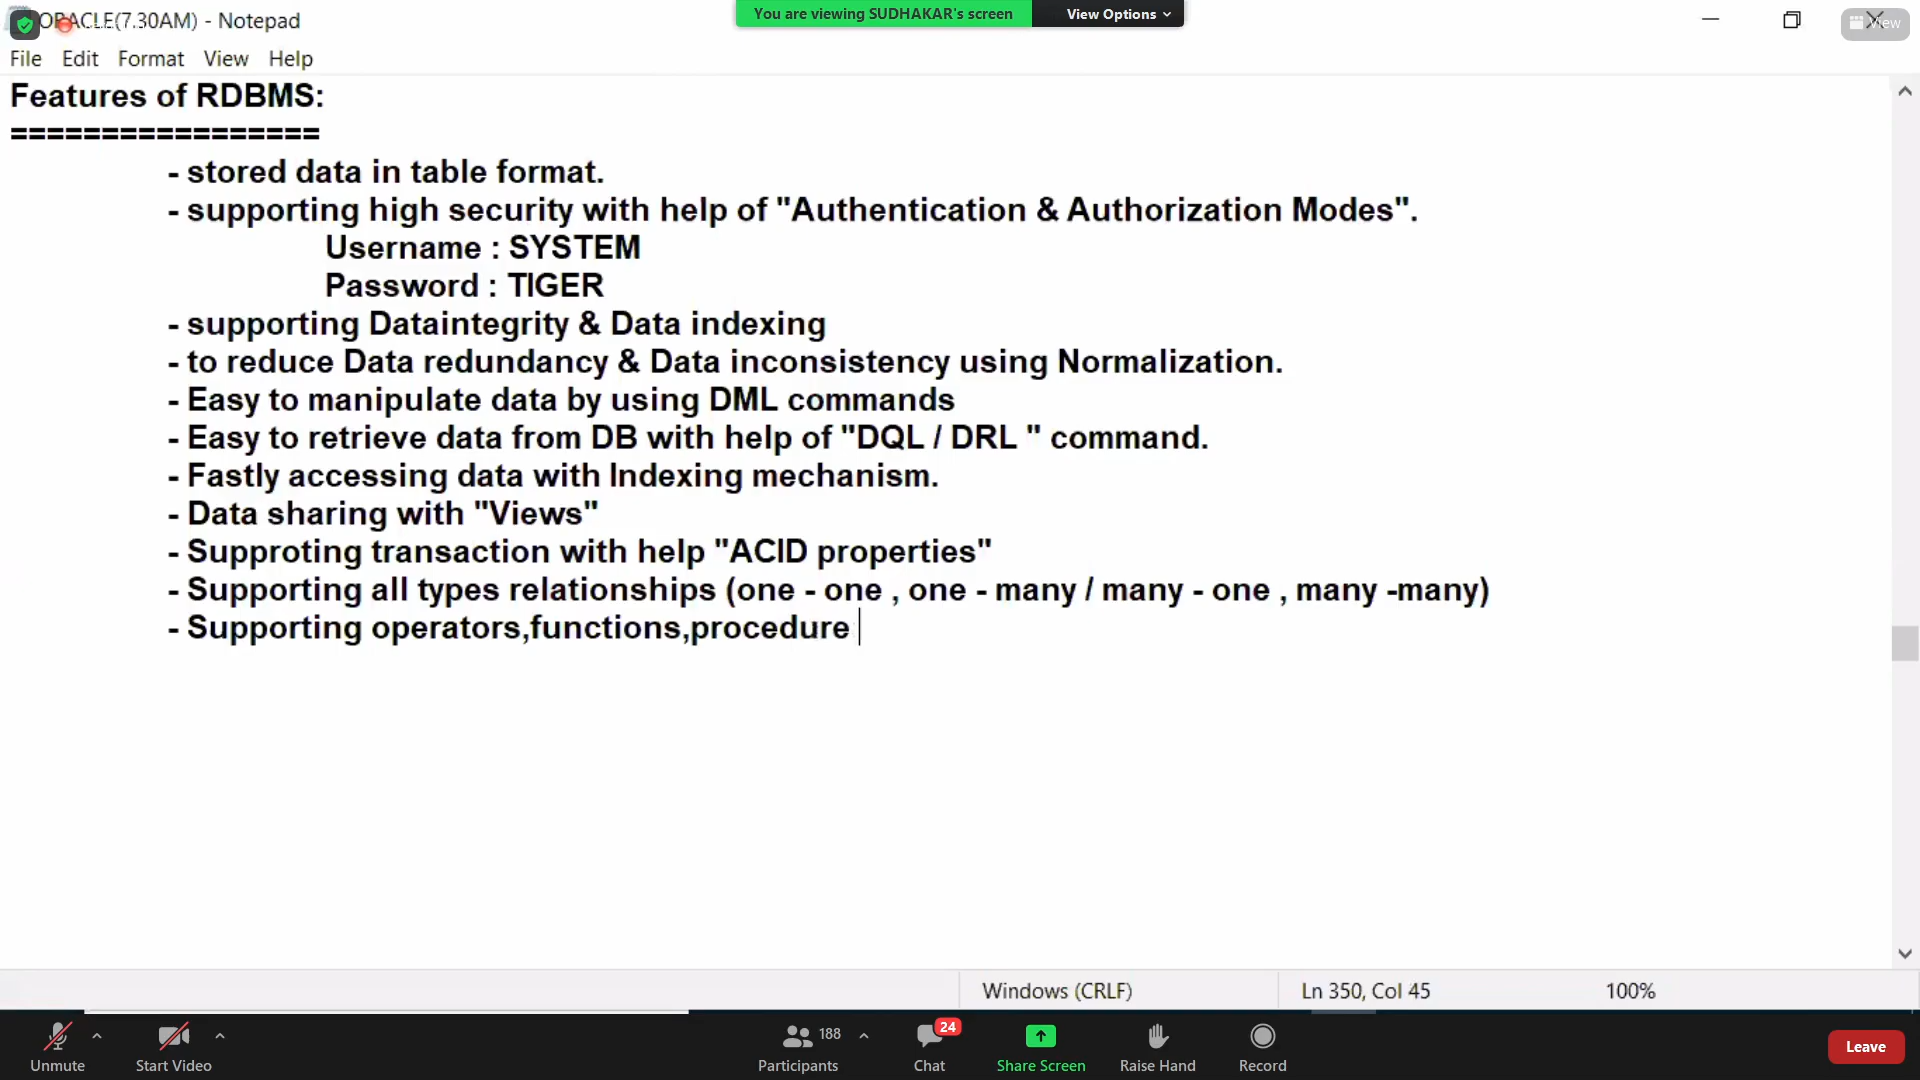 ORACLE(7.30AM) - Notepad
You are viewing SUDHAKAR's screen
View Options
View
File Edit Format View Help
Features of RDBMS:
=================
- stored data in table format.
- supporting high security with help of "Authentication & Authorization Modes".
Username : SYSTEM
Password : TIGER
- supporting Dataintegrity & Data indexing
- to reduce Data redundancy & Data inconsistency using Normalization.
- Easy to manipulate data by using DML commands
- Easy to retrieve data from DB with help of "DQL / DRL " command.
- Fastly accessing data with Indexing mechanism.
- Data sharing with "Views"
- Supproting transaction with help "ACID properties"
- Supporting all types relationships (one - one , one - many / many - one , many -many)
- Supporting operators,functions,procedure
Windows (CRLF) Ln 350, Col 45 100%
188 24
Unmute Start Video Participants Chat Share Screen Raise Hand Record Leave